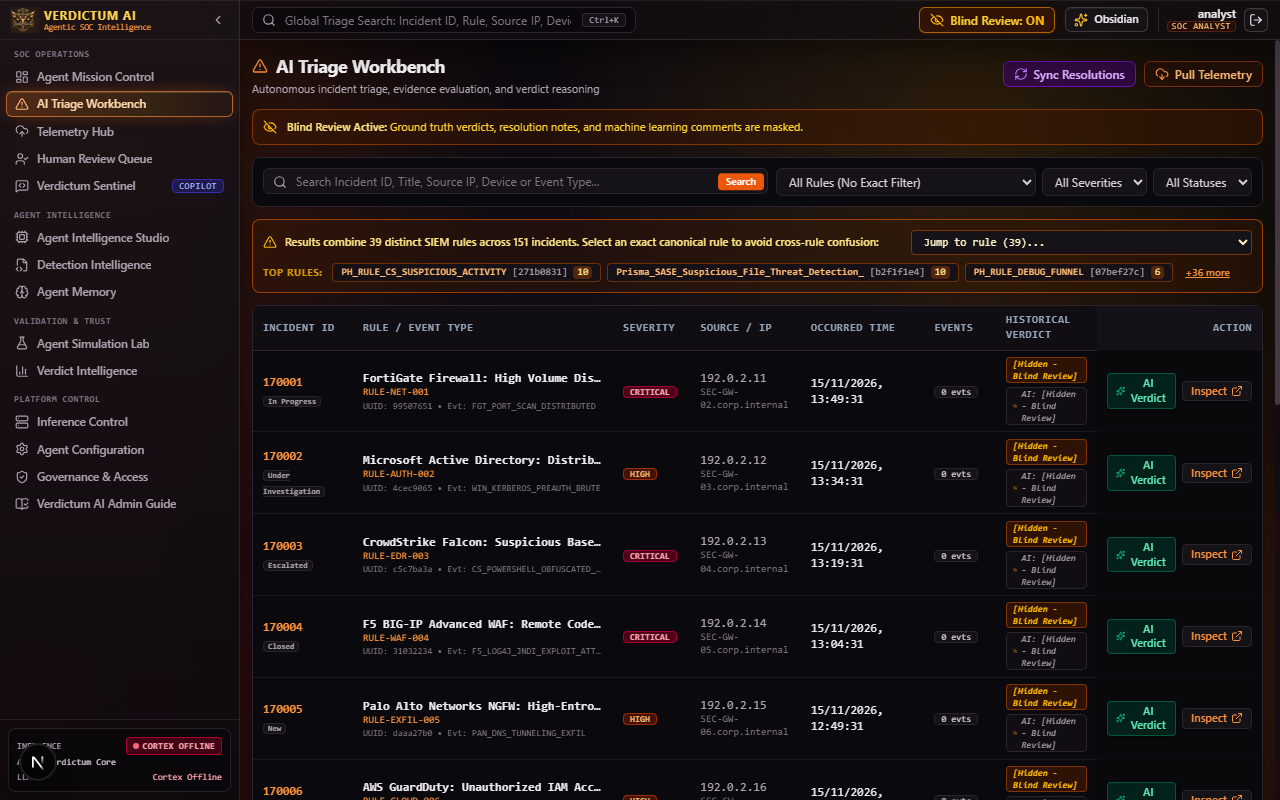 VERDICTUM AI
Agentic SOC Intelligence
SOC OPERATIONS
Agent Mission Control
AI Triage Workbench
Telemetry Hub
Human Review Queue
Verdictum Sentinel COPILOT
AGENT INTELLIGENCE
Agent Intelligence Studio
Detection Intelligence
Agent Memory
VALIDATION & TRUST
Agent Simulation Lab
Verdict Intelligence
PLATFORM CONTROL
Inference Control
Agent Configuration
Governance & Access
Verdictum AI Admin Guide
CORTEX OFFLINE
Core
Cortex Offline
N
Global Triage Search: Incident ID, Rule, Source IP, Ctrl+K
Blind Review: ON
Obsidian
analyst
SOC ANALYST
AI Triage Workbench
Autonomous incident triage, evidence evaluation, and verdict reasoning
Sync Resolutions
Pull Telemetry
Blind Review Active: Ground truth verdicts, resolution notes, and machine learning comments are masked.
Search Incident ID, Title, Source IP, Device or Event Type...
Search
All Rules (No Exact Filter)
All Severities
All Statuses
Results combine 39 distinct SIEM rules across 151 incidents. Select an exact canonical rule to avoid cross-rule confusion:
Jump to rule (39)...
TOP RULES: PH_RULE_CS_SUSPICIOUS_ACTIVITY [271b0831] 10 Prisma_SASE_Suspicious_File_Threat_Detection_ [b2f1f1e4] 10 PH_RULE_DEBUG_FUNNEL [07bef27c] 6 +36 more
INCIDENT ID RULE / EVENT TYPE SEVERITY SOURCE / IP OCCURRED TIME EVENTS HISTORICAL VERDICT ACTION
170001
In Progress
FortiGate Firewall: High Volume Dis…
RULE-NET-001
UUID: 99507651 • Evt: FGT_PORT_SCAN_DISTRIBUTED
CRITICAL
192.0.2.11
SEC-GW-
02.corp.internal
15/11/2026,
13:49:31
0 evts
[Hidden -
Blind Review]
AI: [Hidden
- Blind
Review]
AI
Verdict
Inspect
170002
Under
Investigation
Microsoft Active Directory: Distrib…
RULE-AUTH-002
UUID: 4cec9065 • Evt: WIN_KERBEROS_PREAUTH_BRUTE
HIGH
192.0.2.12
SEC-GW-
03.corp.internal
15/11/2026,
13:34:31
0 evts
[Hidden -
Blind Review]
AI: [Hidden
- Blind
Review]
AI
Verdict
Inspect
170003
Escalated
CrowdStrike Falcon: Suspicious Base…
RULE-EDR-003
UUID: c5c7ba3a • Evt: CS_POWERSHELL_OBFUSCATED_…
CRITICAL
192.0.2.13
SEC-GW-
04.corp.internal
15/11/2026,
13:19:31
0 evts
[Hidden -
Blind Review]
AI: [Hidden
- Blind
Review]
AI
Verdict
Inspect
170004
Closed
F5 BIG-IP Advanced WAF: Remote Code…
RULE-WAF-004
UUID: 31032234 • Evt: F5_LOG4J_JNDI_EXPLOIT_ATT…
CRITICAL
192.0.2.14
SEC-GW-
05.corp.internal
15/11/2026,
13:04:31
0 evts
[Hidden -
Blind Review]
AI: [Hidden
- Blind
Review]
AI
Verdict
Inspect
170005
New
Palo Alto Networks NGFW: High-Entro…
RULE-EXFIL-005
UUID: daaa27b0 • Evt: PAN_DNS_TUNNELING_EXFIL
HIGH
192.0.2.15
SEC-GW-
06.corp.internal
15/11/2026,
12:49:31
0 evts
[Hidden -
Blind Review]
AI: [Hidden
- Blind
Review]
AI
Verdict
Inspect
170006
AWS GuardDuty: Unauthorized IAM Acc…
192.0.2.16
15/11/2026,
[Hidden -
Blind Review]
AI
Inspect